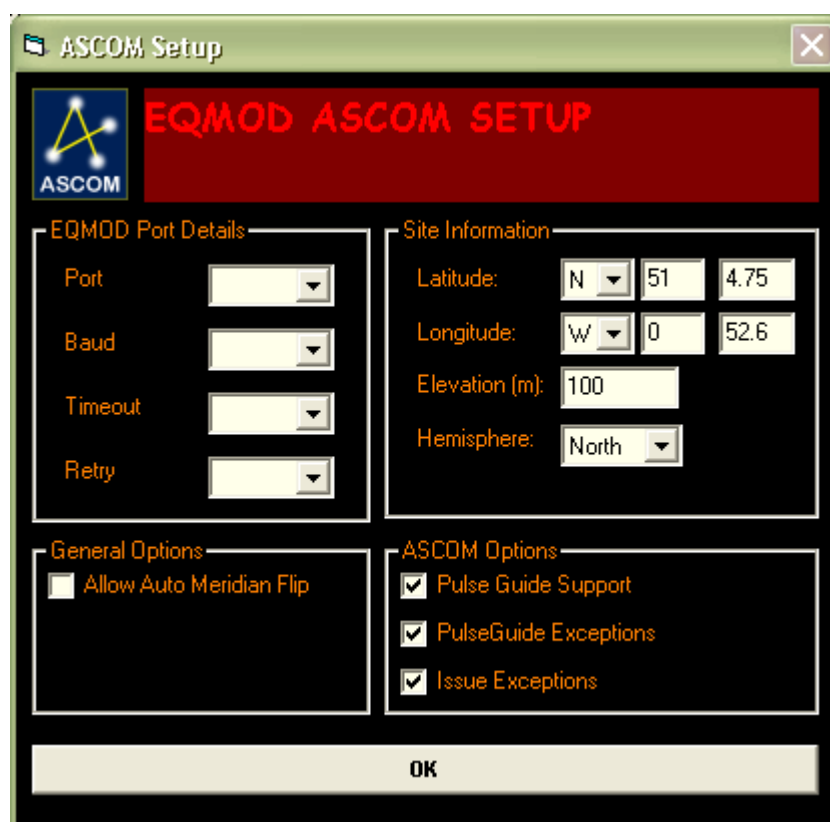 ASCOM Setup
ASCOM
EQMOD ASCOM SETUP
EQMOD Port Details
Port
Baud
Timeout
Retry
Site Information
Latitude: N 51 4.75
Longitude: W 0 52.6
Elevation (m): 100
Hemisphere: North
General Options
Allow Auto Meridian Flip
ASCOM Options
Pulse Guide Support
PulseGuide Exceptions
Issue Exceptions
OK